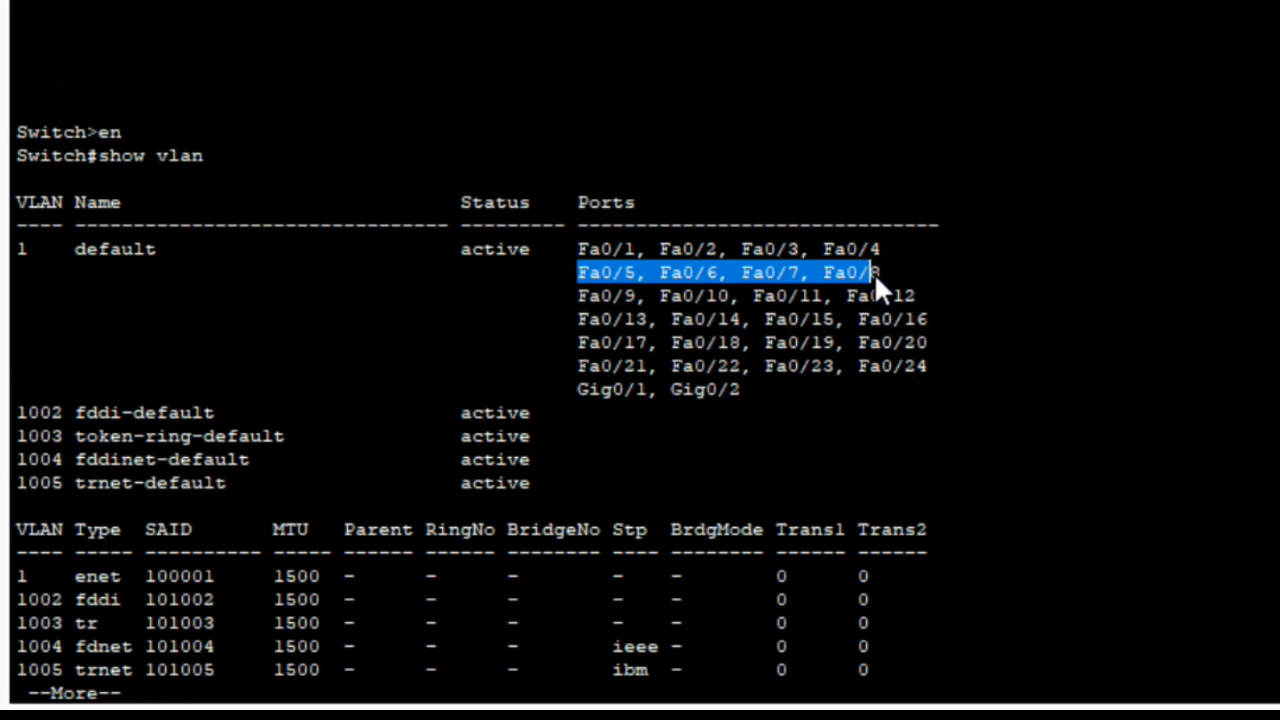 Switch>en
Switch#show vlan
VLAN Name                             Status    Ports
---- -------------------------------- --------- -------------------------------
1    default                          active    Fa0/1, Fa0/2, Fa0/3, Fa0/4
                                                Fa0/5, Fa0/6, Fa0/7, Fa0/8
                                                Fa0/9, Fa0/10, Fa0/11, Fa0/12
                                                Fa0/13, Fa0/14, Fa0/15, Fa0/16
                                                Fa0/17, Fa0/18, Fa0/19, Fa0/20
                                                Fa0/21, Fa0/22, Fa0/23, Fa0/24
                                                Gig0/1, Gig0/2
1002 fddi-default                     active
1003 token-ring-default               active
1004 fddinet-default                  active
1005 trnet-default                    active
VLAN Type  SAID       MTU   Parent RingNo BridgeNo Stp  BrdgMode Trans1 Trans2
---- ----- ---------- ----- ------ ------ -------- ---- -------- ------ ------
1    enet  100001     1500  -      -      -        -    -        0      0
1002 fddi  101002     1500  -      -      -        -    -        0      0
1003 tr    101003     1500  -      -      -        -    -        0      0
1004 fdnet 101004     1500  -      -      -        ieee -        0      0
1005 trnet 101005     1500  -      -      -        ibm  -        0      0
 --More--